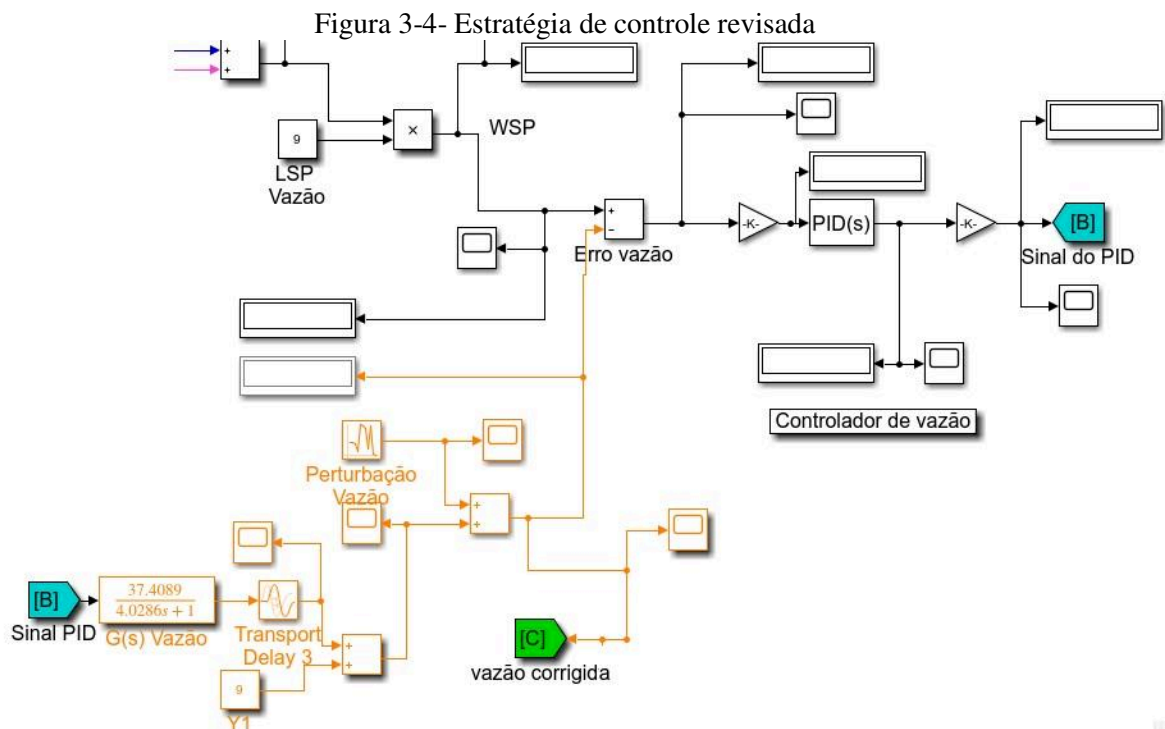 Figura 3-4- Estratégia de controle revisada
+
+
×
WSP
9
LSP
Vazão
+
−
Erro vazão
-K-
PID(s)
-K-
[B]
Sinal do PID
Controlador de vazão
Perturbação
Vazão
+
+
[B]
Sinal PID
37.4089
4.0286s + 1
G(s) Vazão
Transport
Delay 3
+
+
9
Y1
[C]
vazão corrigida